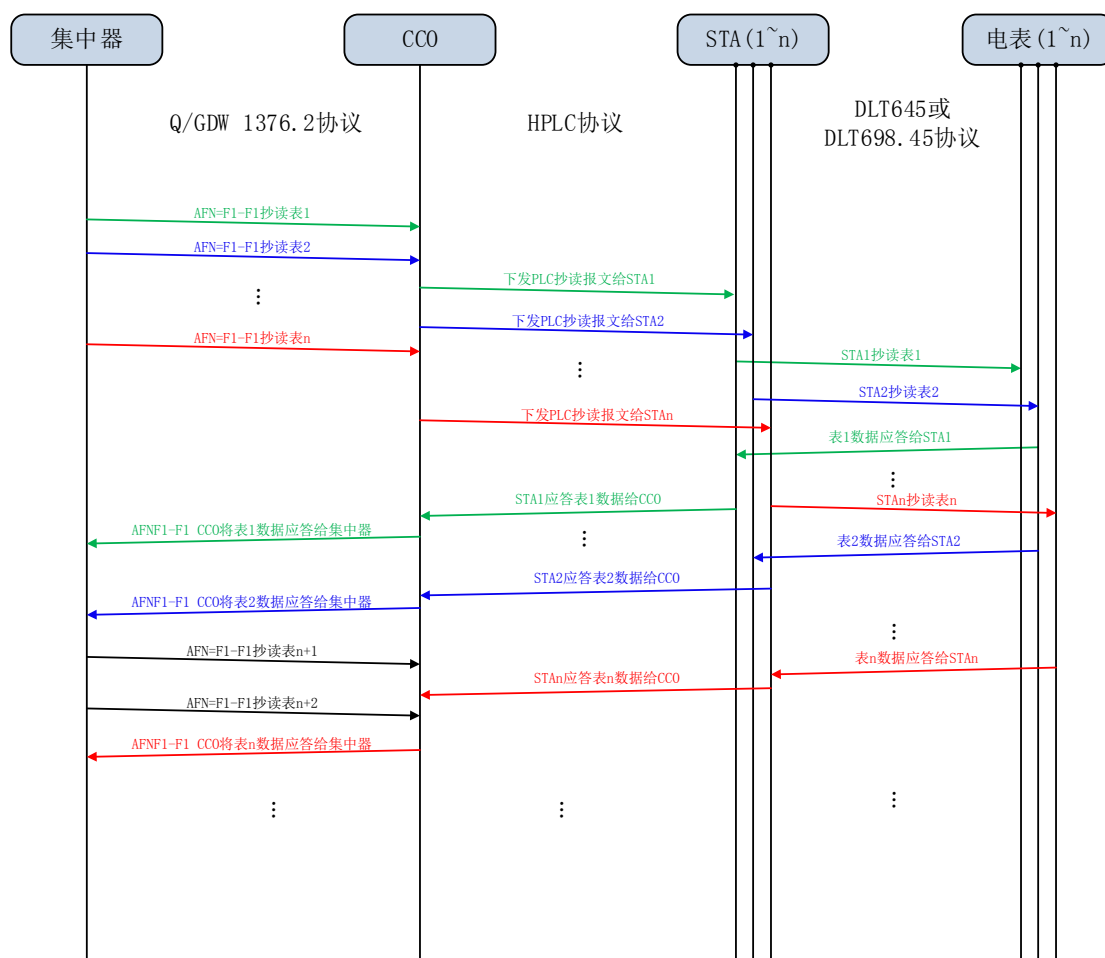 集中器
CCO
STA(1~n)
电表(1~n)
Q/GDW 1376.2协议
HPLC协议
DLT645或
DLT698.45协议
AFN=F1-F1抄读表1
AFN=F1-F1抄读表2
下发PLC抄读报文给STA1
⋮
下发PLC抄读报文给STA2
AFN=F1-F1抄读表n
STA1抄读表1
⋮
STA2抄读表2
下发PLC抄读报文给STAn
表1数据应答给STA1
⋮
STA1应答表1数据给CCO
STAn抄读表n
AFNF1-F1 CCO将表1数据应答给集中器
⋮
表2数据应答给STA2
STA2应答表2数据给CCO
AFNF1-F1 CCO将表2数据应答给集中器
⋮
AFN=F1-F1抄读表n+1
表n数据应答给STAn
STAn应答表n数据给CCO
AFN=F1-F1抄读表n+2
AFNF1-F1 CCO将表n数据应答给集中器
⋮
⋮
⋮